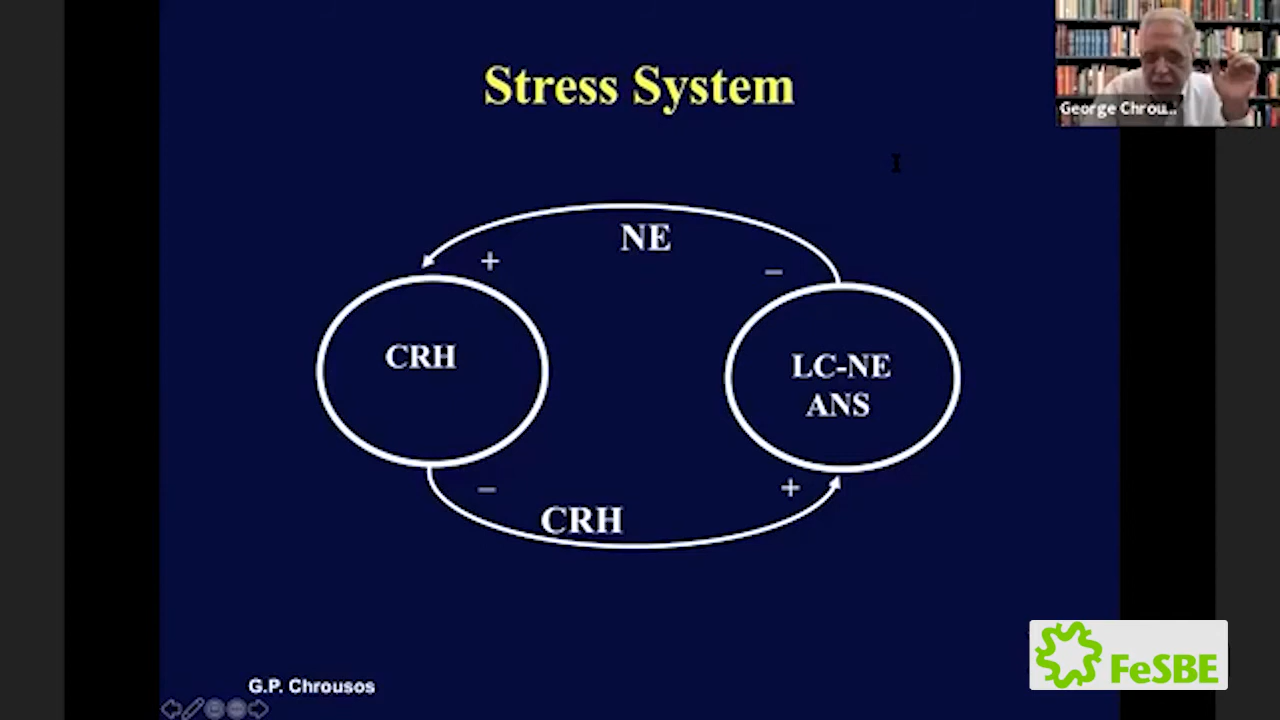 Stress System
George Chrou...
NE
+
−
CRH
LC-NE
ANS
−
+
CRH
G.P. Chrousos
FeSBE